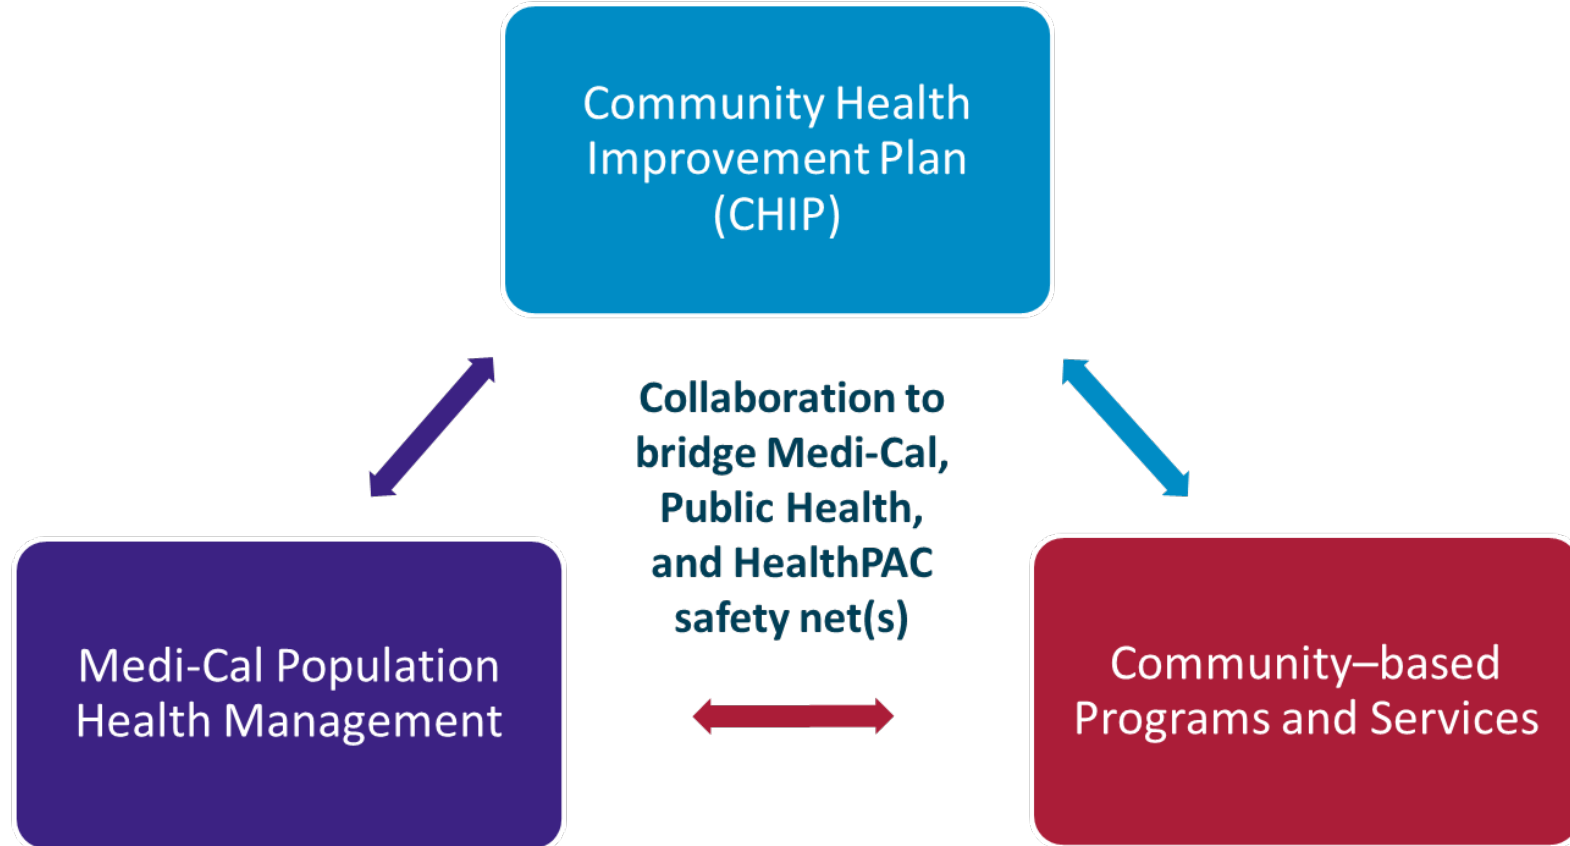 Community Health
Improvement Plan
(CHIP)
Collaboration to
bridge Medi-Cal,
Public Health,
and HealthPAC
safety net(s)
Medi-Cal Population
Health Management
Community–based
Programs and Services